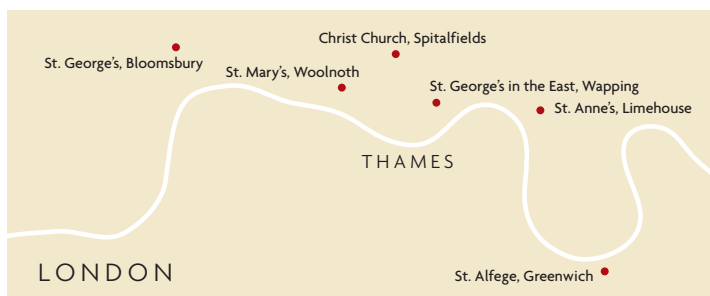 Christ Church, Spitalfields
St. George's, Bloomsbury
St. Mary's, Woolnoth
St. George's in the East, Wapping
St. Anne's, Limehouse
THAMES
LONDON
St. Alfege, Greenwich